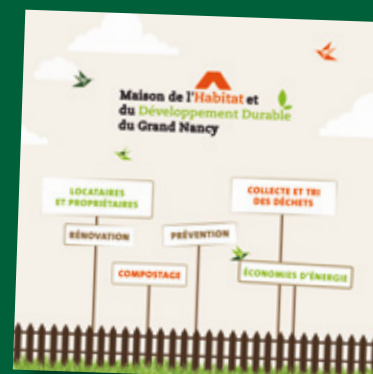 Maison de l'Habitat et
du Développement Durable
du Grand Nancy
LOCATAIRES
ET PROPRIÉTAIRES
COLLECTE ET TRI
DES DÉCHETS
RÉNOVATION
PRÉVENTION
COMPOSTAGE
ÉCONOMIES D'ÉNERGIE